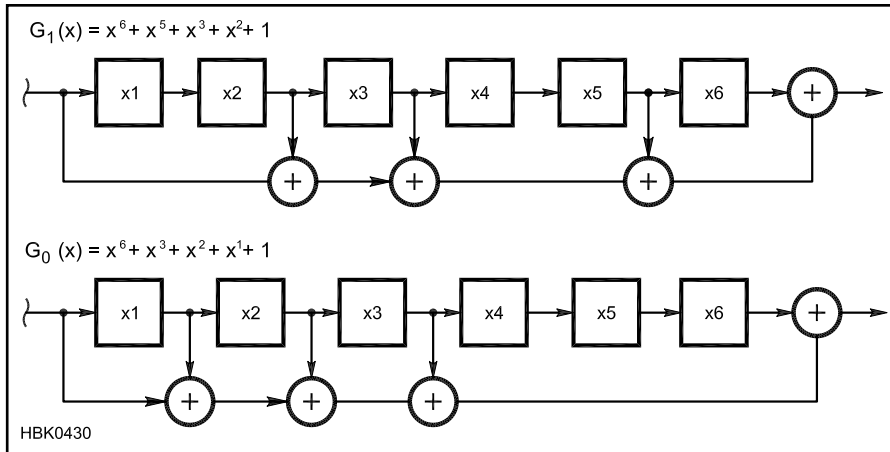 G₁(x) = x⁶ + x⁵ + x³ + x² + 1
x1 x2 x3 x4 x5 x6 +
+ + +
G₀ (x) = x⁶ + x³ + x² + x¹ + 1
x1 x2 x3 x4 x5 x6 +
+ + +
HBK0430